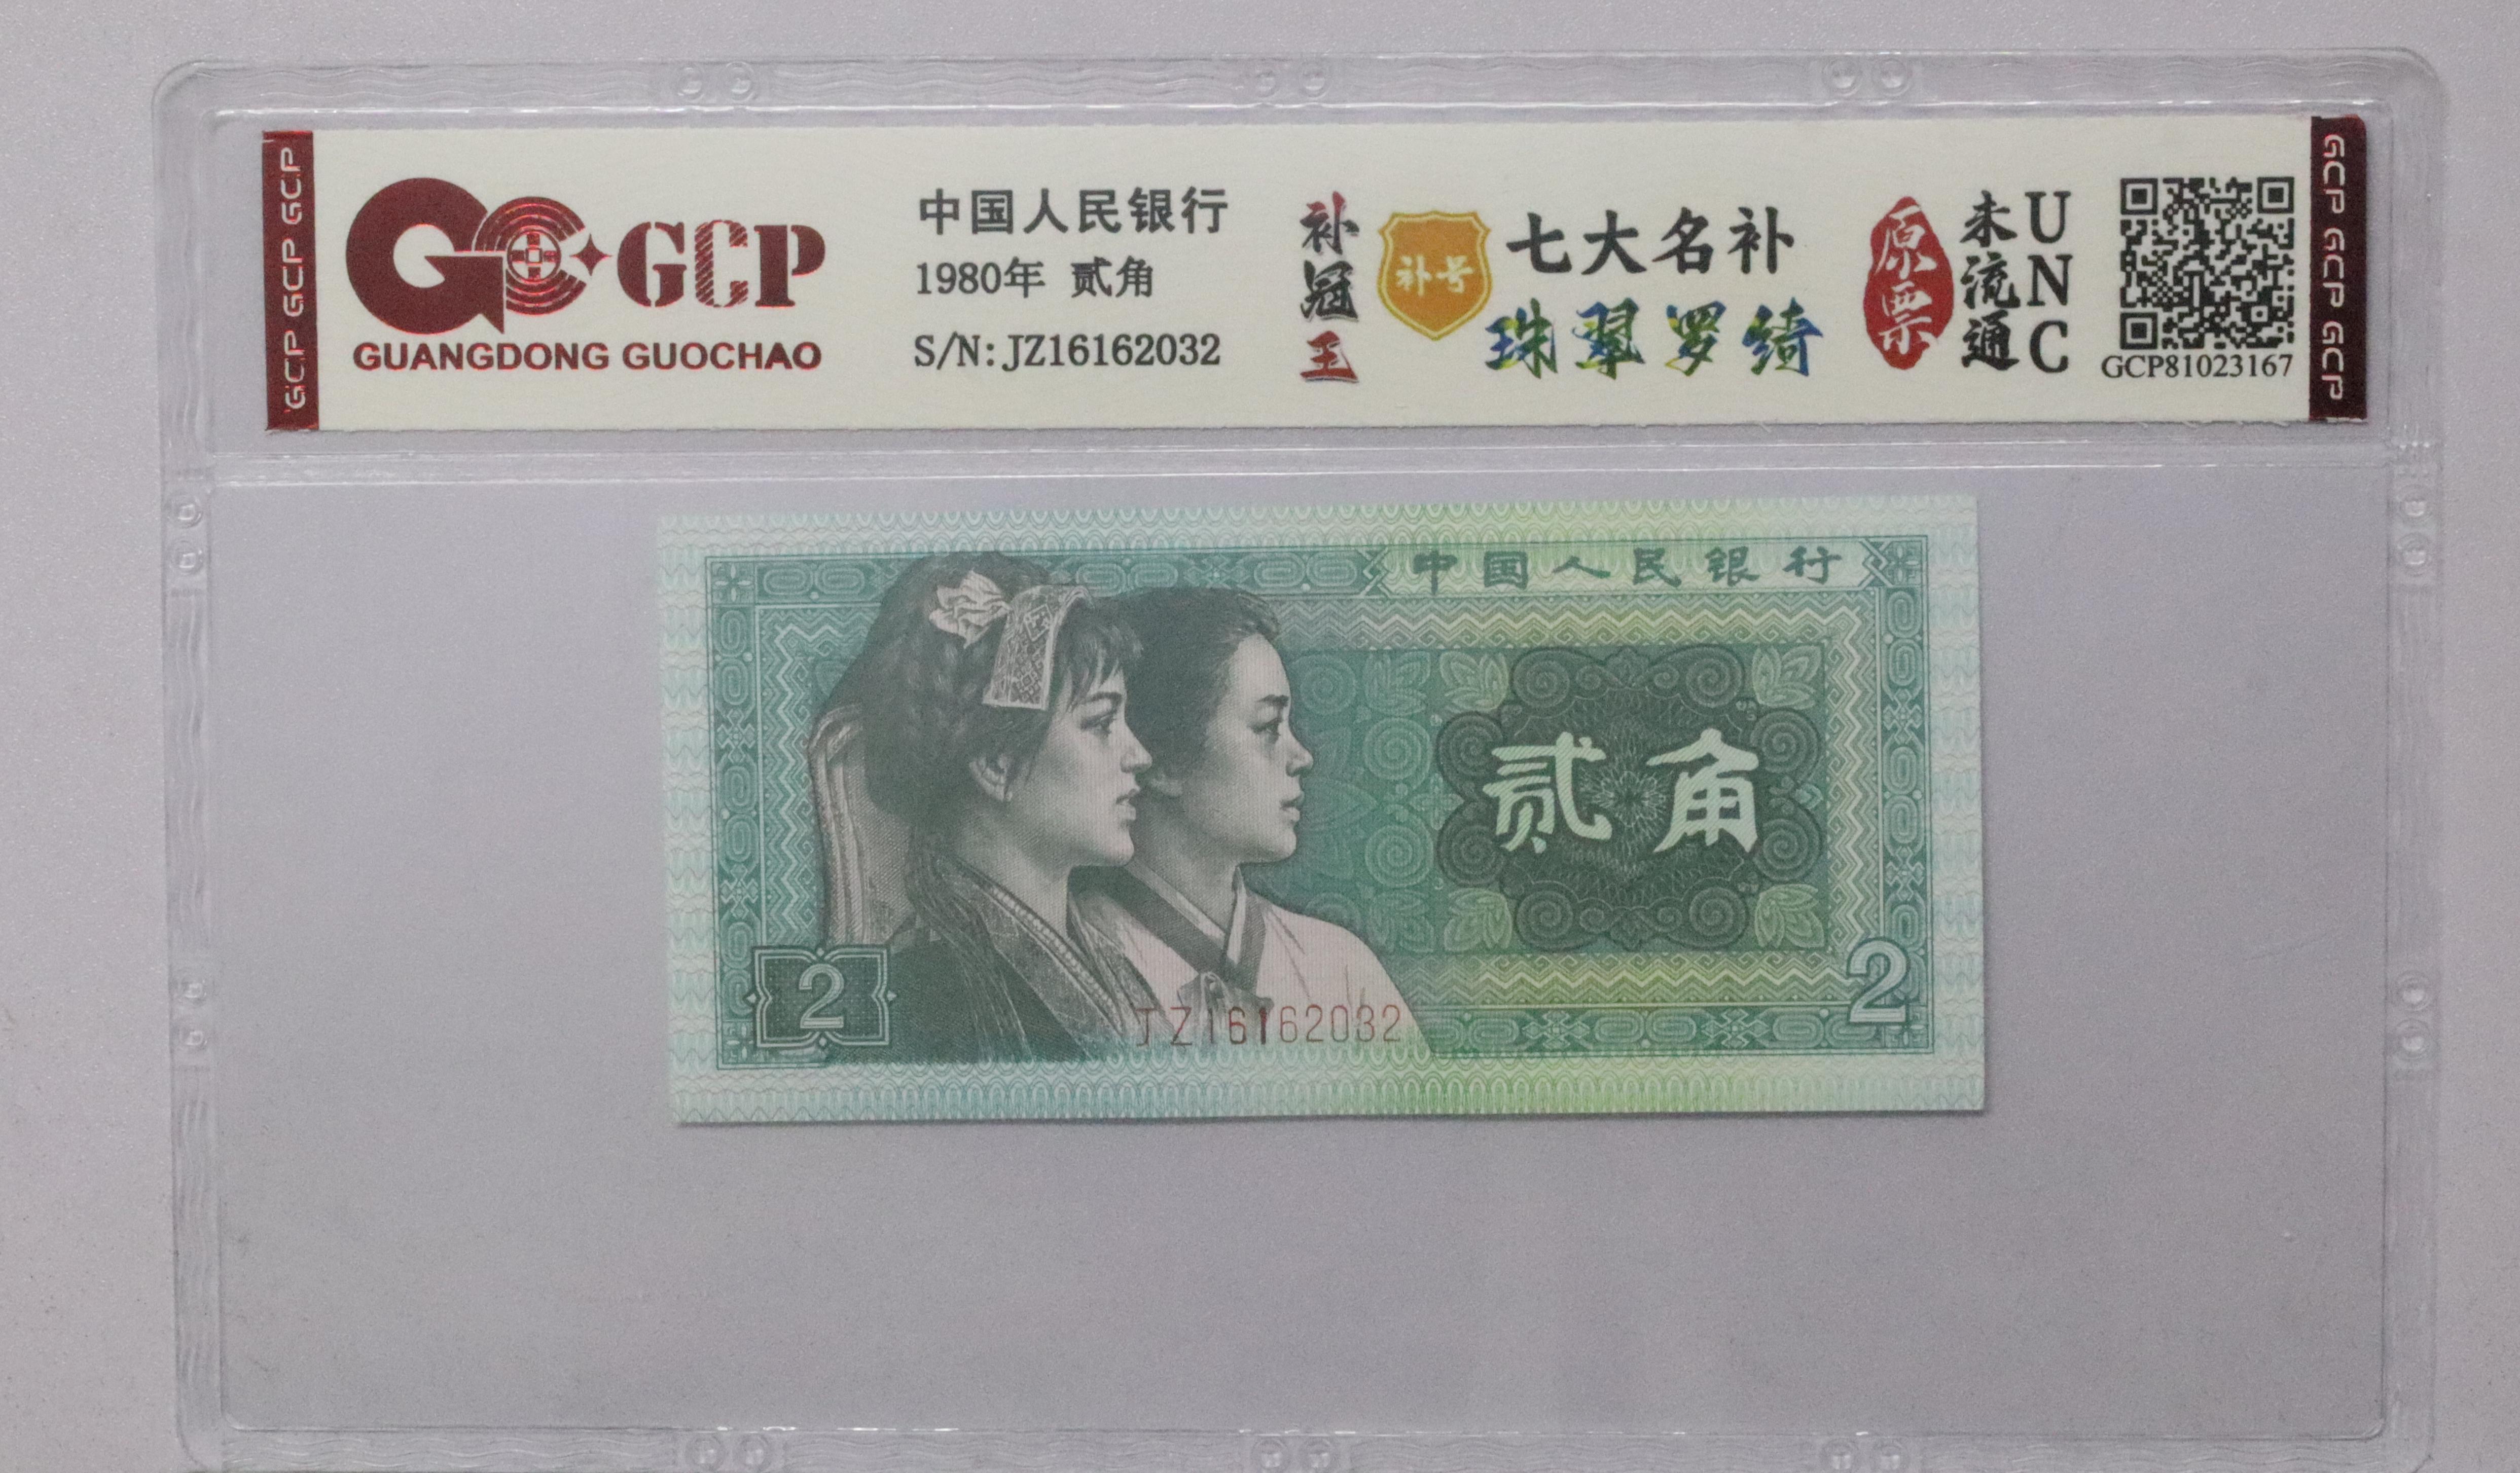 GCP GCP GCP
GCP
GUANGDONG GUOCHAO
中国人民银行
1980年 贰角
S/N: JZ16162032
补冠王
补号
七大名补
珠翠罗绮
原票
未流通
UNC
GCP81023167
GCP GCP GCP
中国人民银行
贰角
2
2
JZ16162032